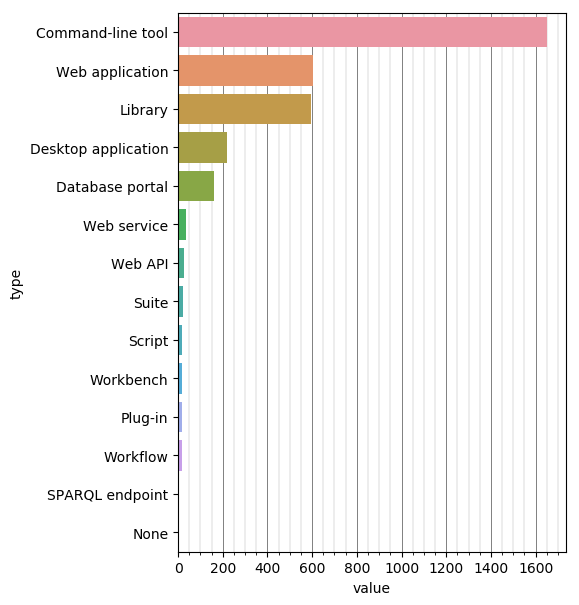 Command-line tool
Web application
Library
Desktop application
Database portal
Web service
Web API
Suite
Script
Workbench
Plug-in
Workflow
SPARQL endpoint
None
type
0 200 400 600 800 1000 1200 1400 1600
value